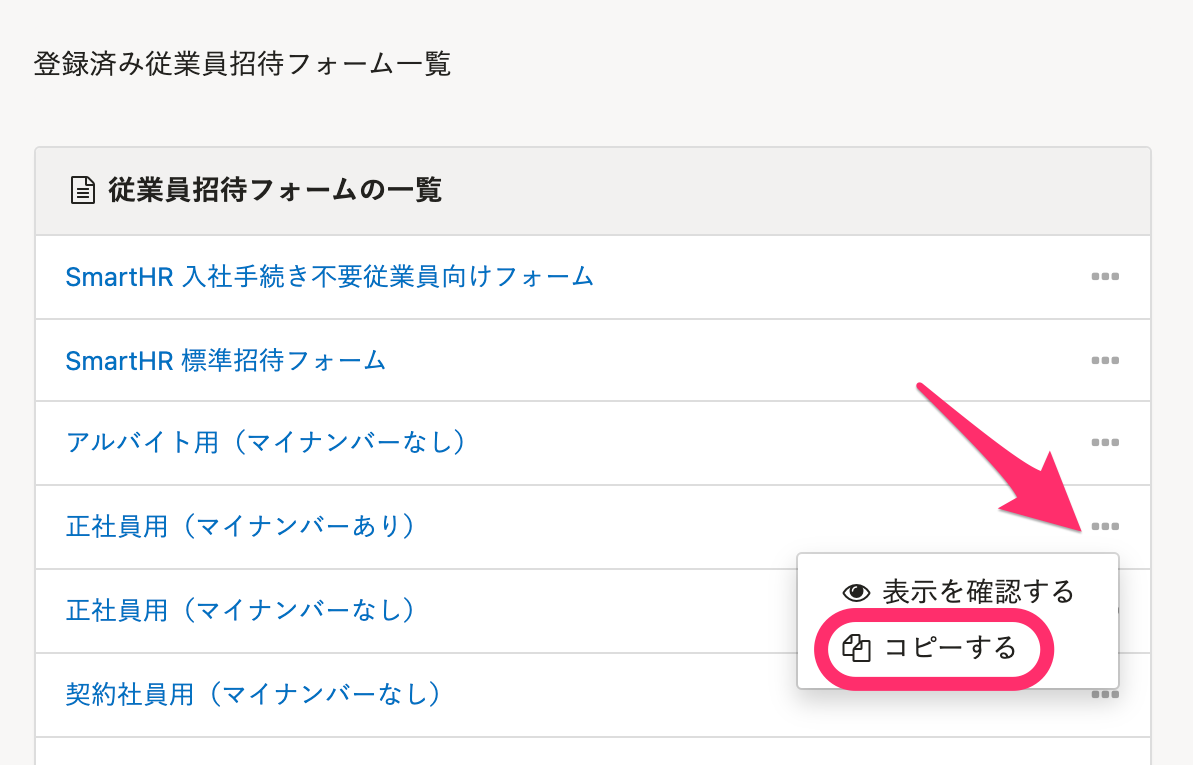 登録済み従業員招待フォーム一覧
従業員招待フォームの一覧
SmartHR 入社手続き不要従業員向けフォーム
SmartHR 標準招待フォーム
アルバイト用（マイナンバーなし）
正社員用（マイナンバーあり）
表示を確認する
正社員用（マイナンバーなし）
コピーする
契約社員用（マイナンバーなし）